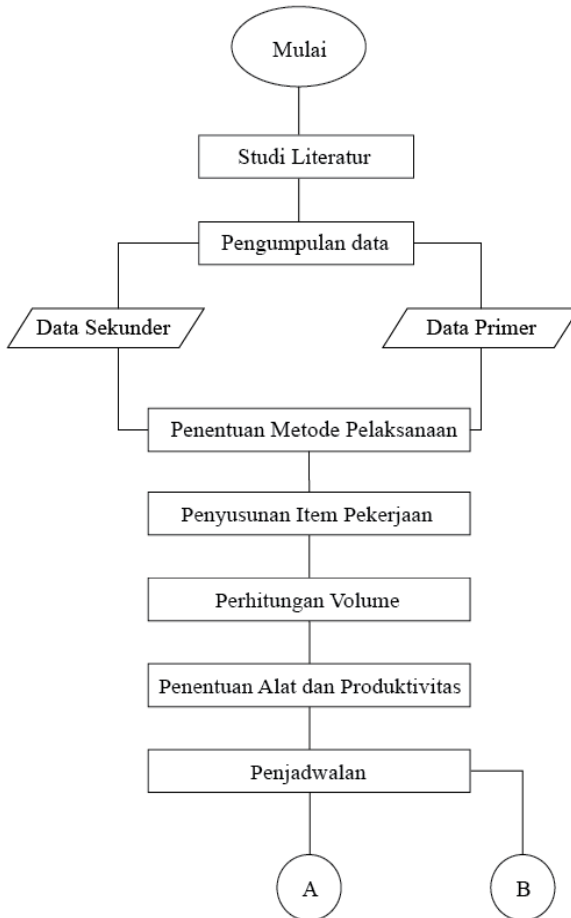 Mulai
Studi Literatur
Pengumpulan data
Data Sekunder
Data Primer
Penentuan Metode Pelaksanaan
Penyusunan Item Pekerjaan
Perhitungan Volume
Penentuan Alat dan Produktivitas
Penjadwalan
A
B